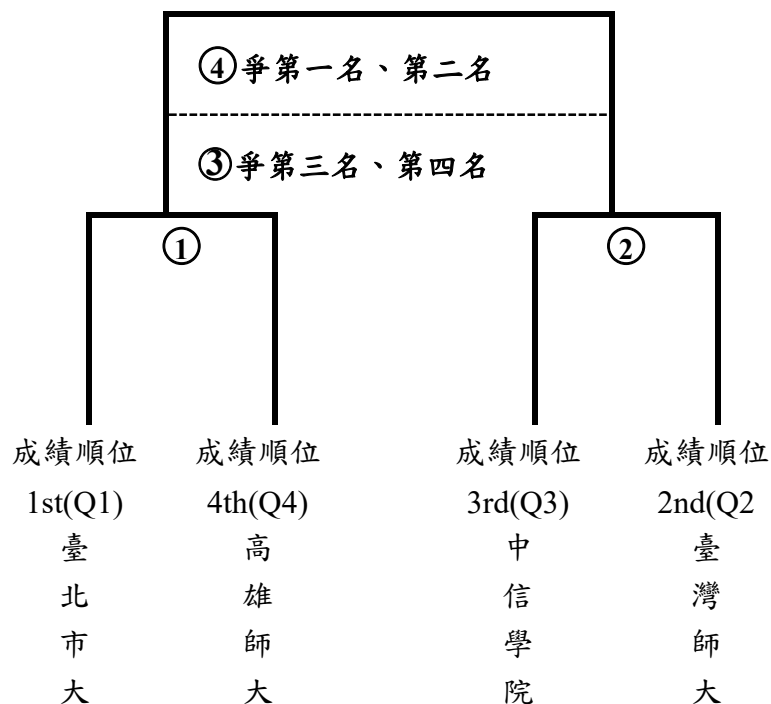 ④爭第一名、第二名
③爭第三名、第四名
① ②
成績順位 成績順位 成績順位 成績順位
1st(Q1) 4th(Q4) 3rd(Q3) 2nd(Q2
臺北市大 高雄師大 中信學院 臺灣師大